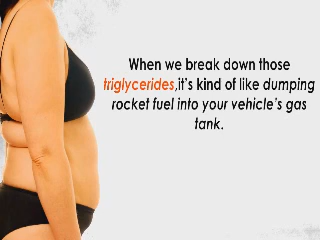 When we break down those
triglycerides,it's kind of like dumping
rocket fuel into your vehicle's gas
tank.